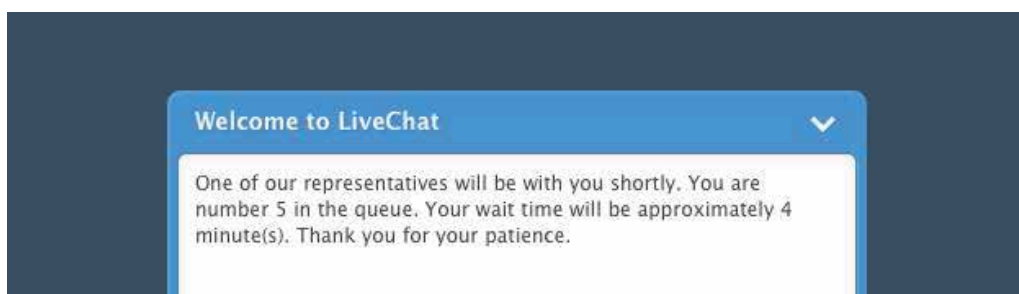 Welcome to LiveChat
One of our representatives will be with you shortly. You are
number 5 in the queue. Your wait time will be approximately 4
minute(s). Thank you for your patience.